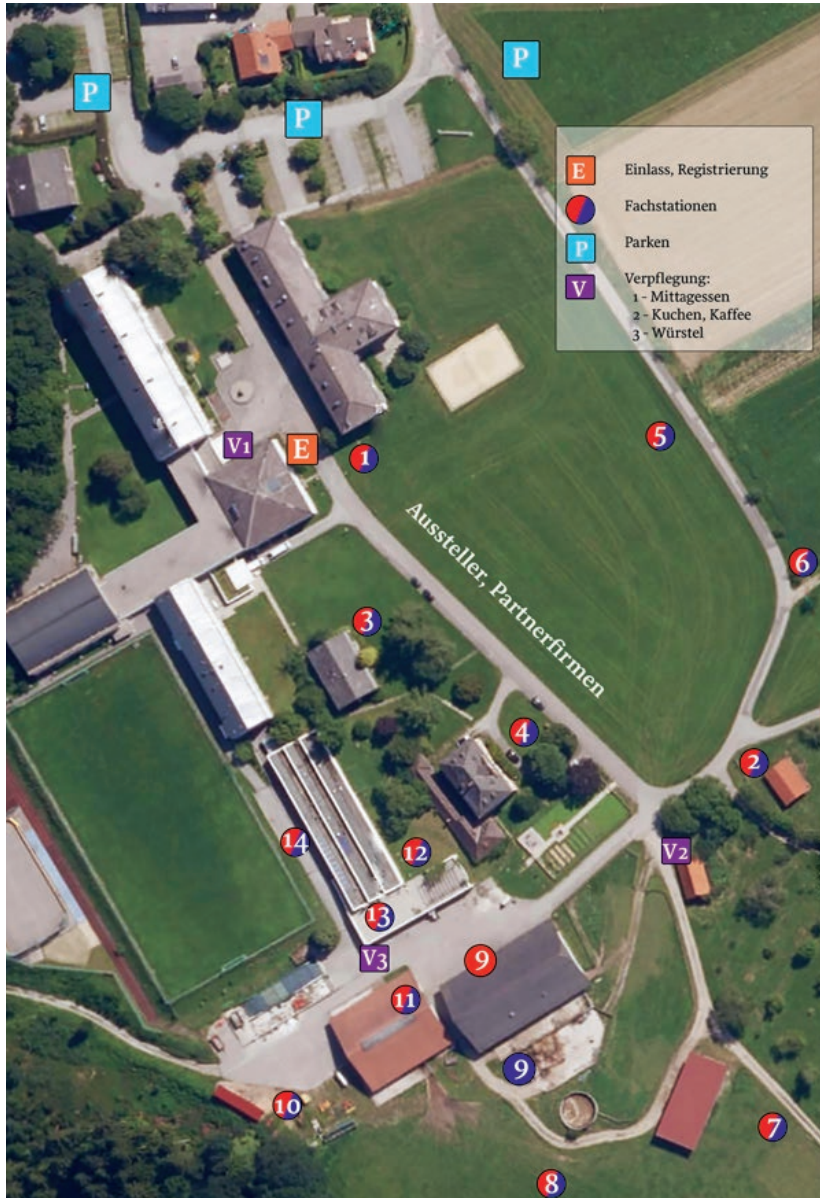 P
P
P
E Einlass, Registrierung
Fachstationen
P Parken
V Verpflegung:
1 - Mittagessen
2 - Kuchen, Kaffee
3 - Würstel
5
V1
E
1
Aussteller, Partnerfirmen
6
3
4
2
14
12
V2
13
V3
9
11
9
10
7
8